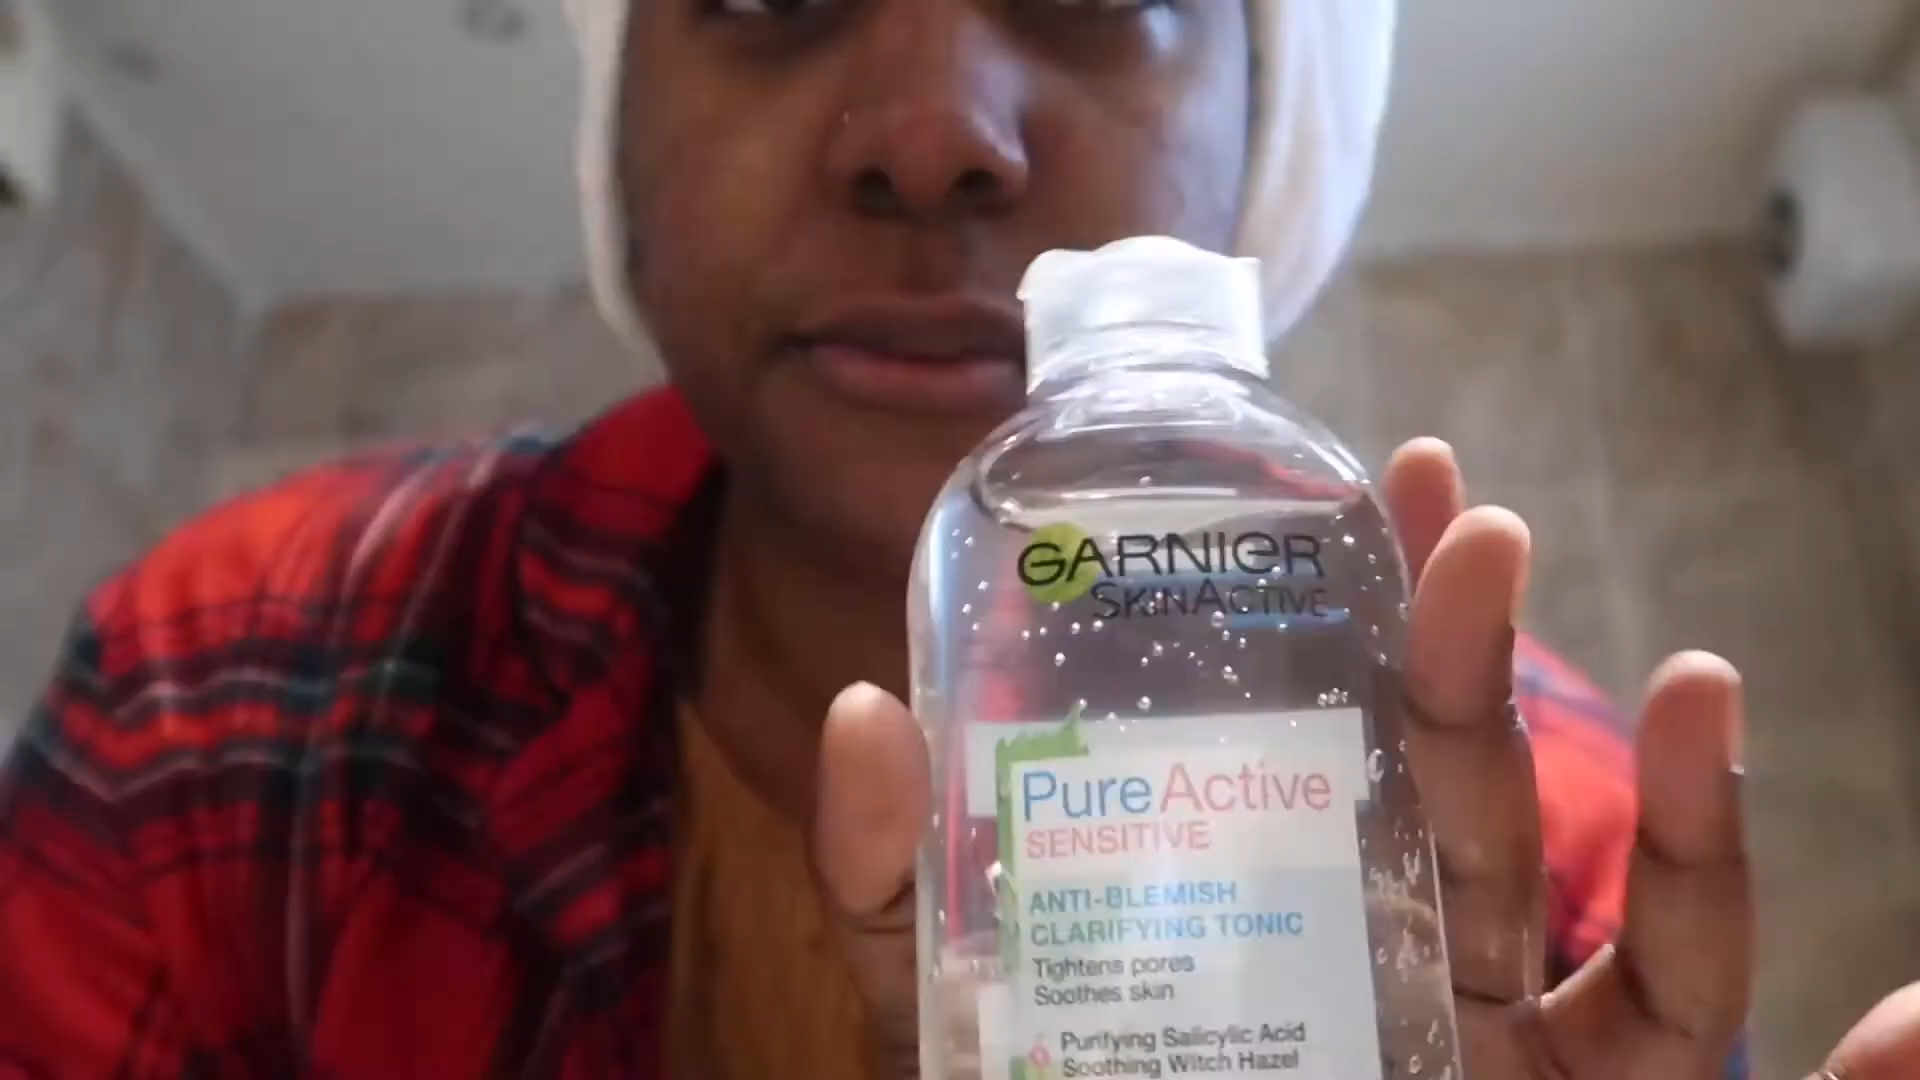 GARNIER
SKINACTIVE
PureActive
SENSITIVE
ANTI-BLEMISH
CLARIFYING TONIC
Tightens pores
Soothes skin
Purifying Salicylic Acid
Soothing Witch Hazel